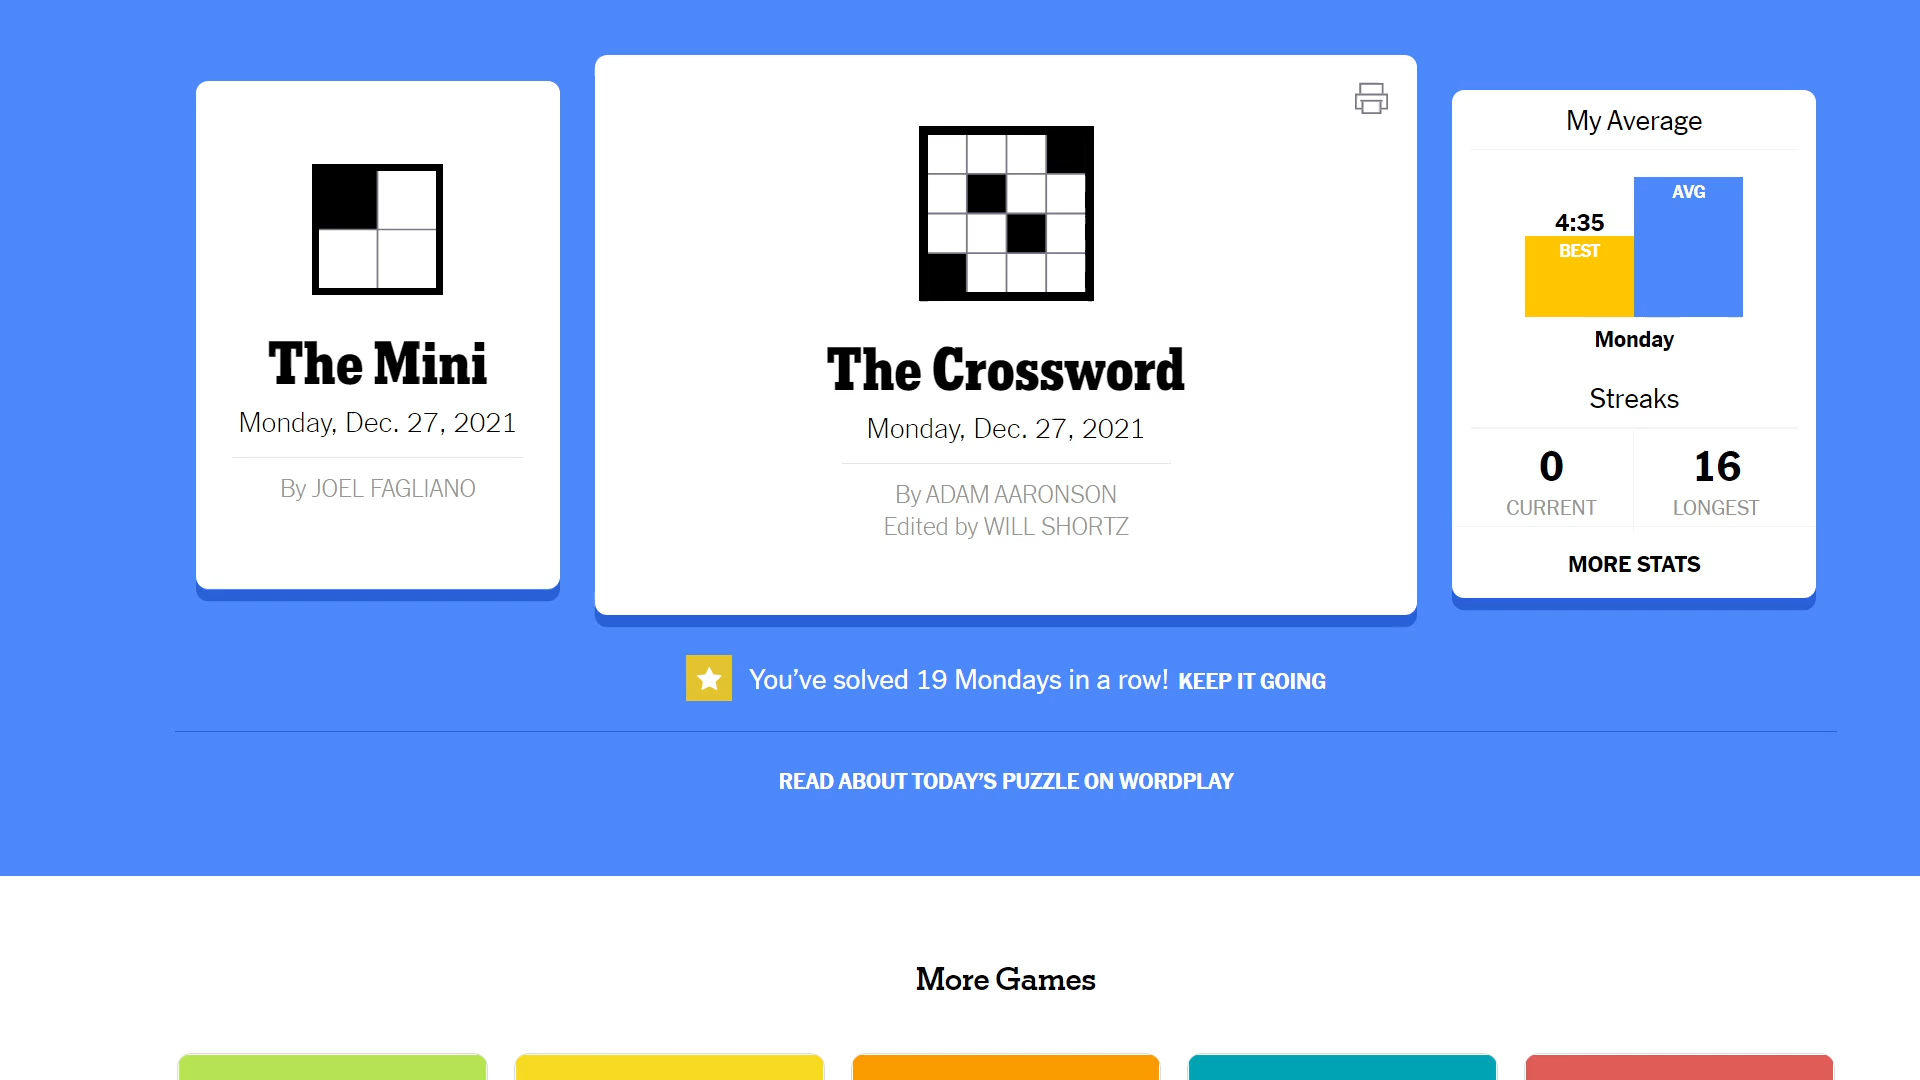 The Mini
Monday, Dec. 27, 2021
By JOEL FAGLIANO
The Crossword
Monday, Dec. 27, 2021
By ADAM AARONSON
Edited by WILL SHORTZ
My Average
4:35
BEST
AVG
Monday
Streaks
0
CURRENT
16
LONGEST
MORE STATS
You’ve solved 19 Mondays in a row! KEEP IT GOING
READ ABOUT TODAY’S PUZZLE ON WORDPLAY
More Games